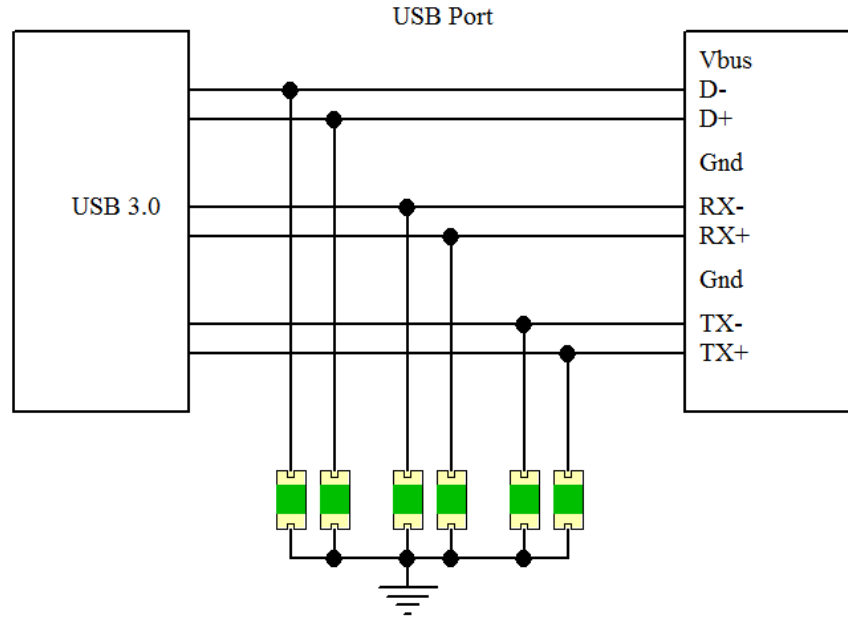 USB Port
USB 3.0
Vbus
D-
D+
Gnd
RX-
RX+
Gnd
TX-
TX+